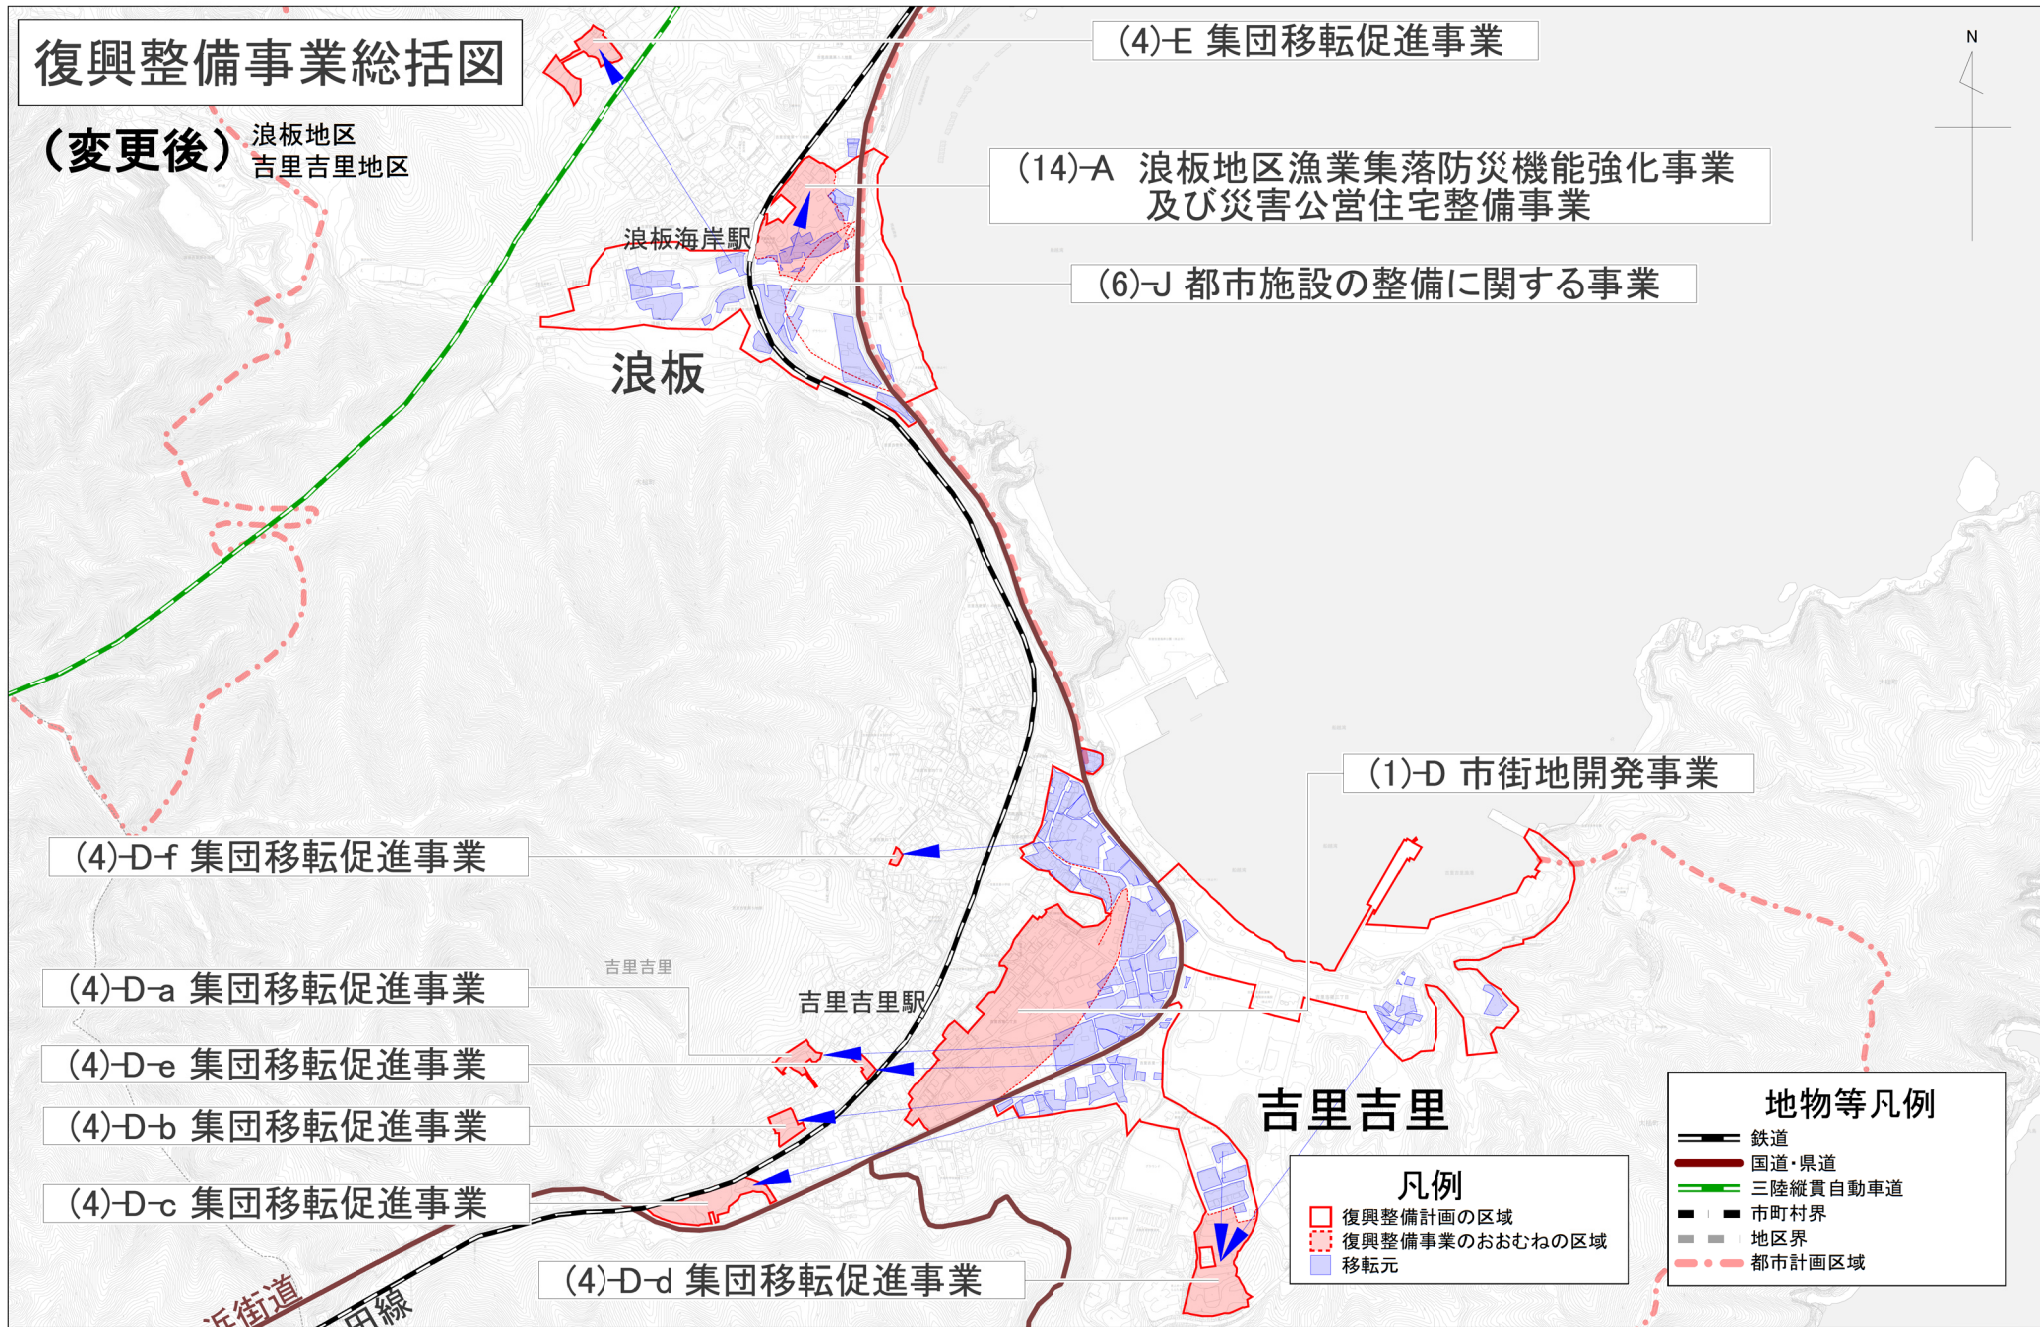 復興整備事業総括図
(変更後)
浪板地区
吉里吉里地区
N
(4)-E 集団移転促進事業
(14)-A 浪板地区漁業集落防災機能強化事業
及び災害公営住宅整備事業
浪板海岸駅
(6)-J 都市施設の整備に関する事業
浪板
(1)-D 市街地開発事業
(4)-D-f 集団移転促進事業
吉里吉里
(4)-D-a 集団移転促進事業
吉里吉里駅
(4)-D-e 集団移転促進事業
(4)-D-b 集団移転促進事業
吉里吉里
(4)-D-c 集団移転促進事業
(4)-D-d 集団移転促進事業
浜街道
田線
凡例
復興整備計画の区域
復興整備事業のおおむねの区域
移転元
地物等凡例
鉄道
国道・県道
三陸縦貫自動車道
市町村界
地区界
都市計画区域